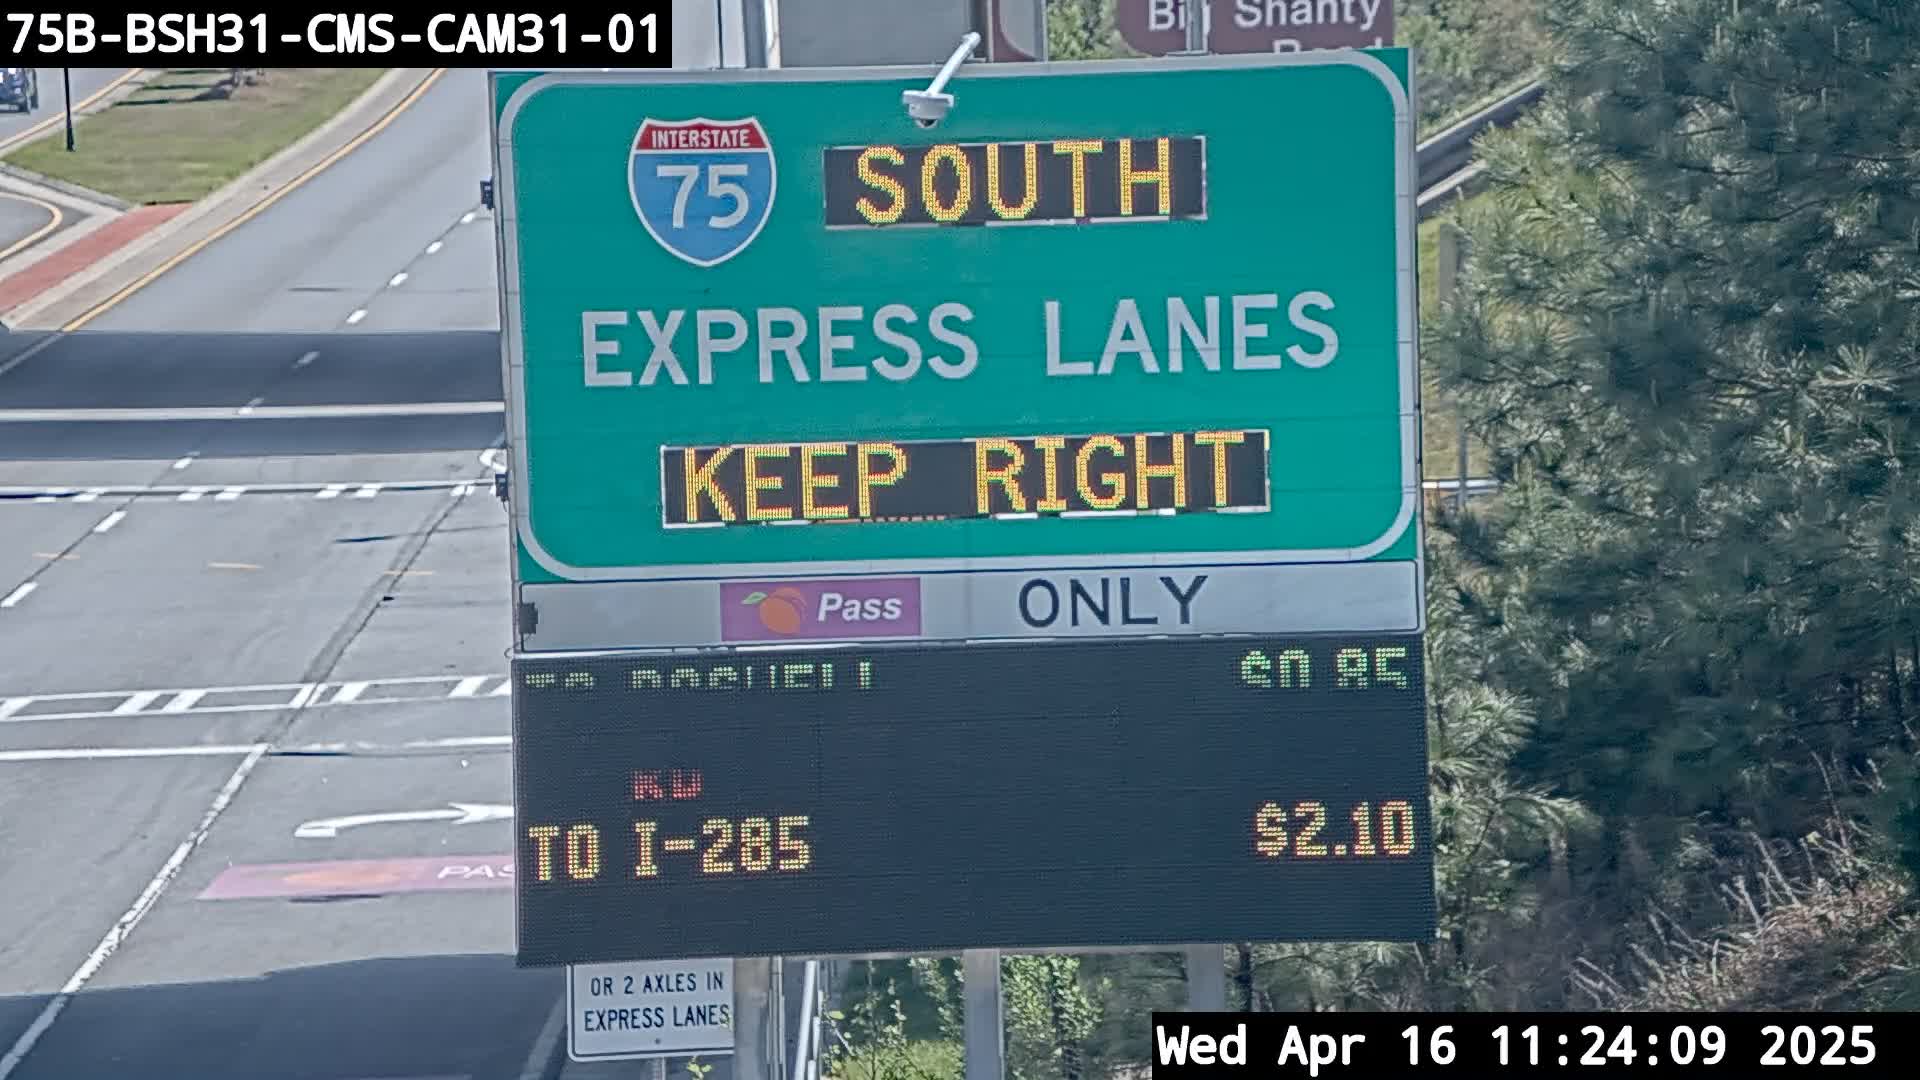 75B-BSH31-CMS-CAM31-01
Big Shanty
INTERSTATE
75
SOUTH
EXPRESS LANES
KEEP RIGHT
Pass ONLY
TO I-285 $2.10
OR 2 AXLES IN
EXPRESS LANES
Wed Apr 16 11:24:09 2025